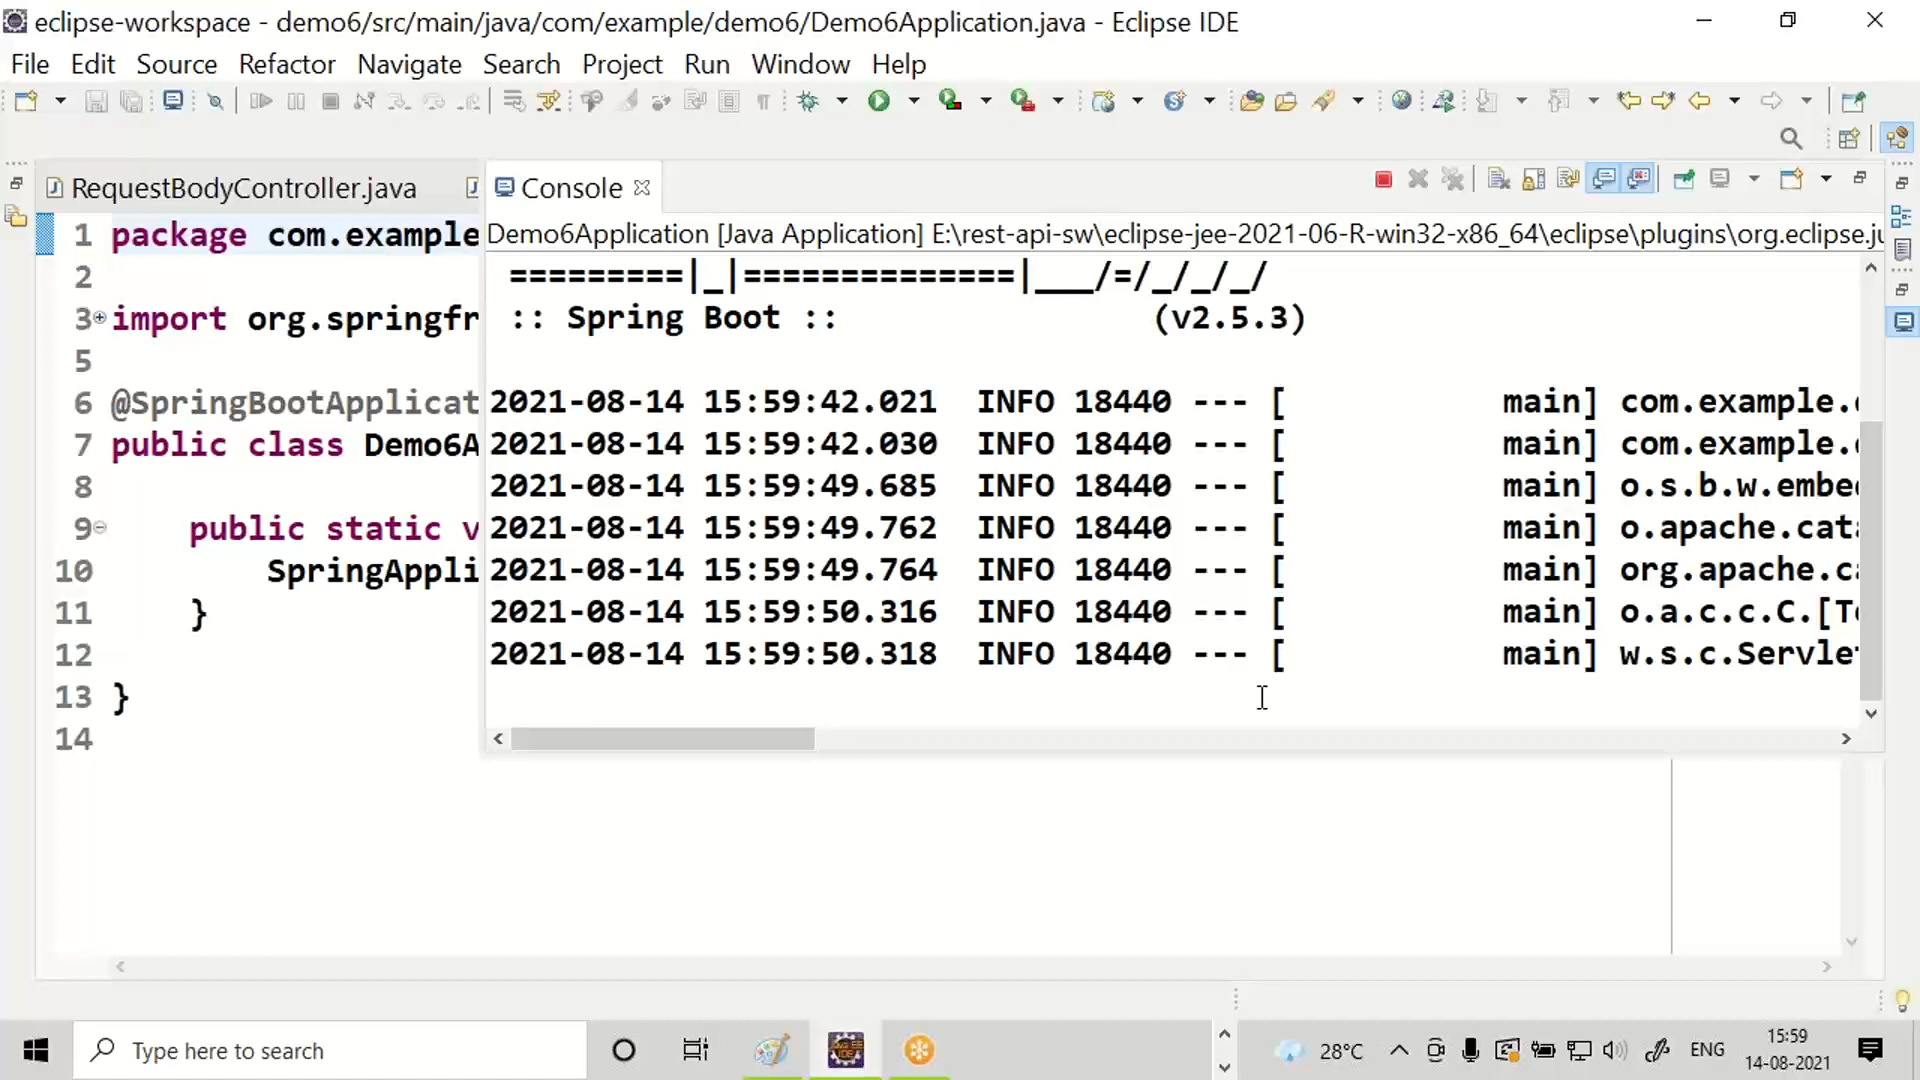 eclipse-workspace - demo6/src/main/java/com/example/demo6/Demo6Application.java - Eclipse IDE
File Edit Source Refactor Navigate Search Project Run Window Help
RequestBodyController.java
Console
Demo6Application [Java Application] E:\rest-api-sw\eclipse-jee-2021-06-R-win32-x86_64\eclipse\plugins\org.eclipse.ju
1 package com.example
2
3 import org.springfr
5
6 @SpringBootApplicat
7 public class Demo6A
8
9 public static v
10 SpringAppli
11 }
12
13 }
14
=========|_|==============|___/=/_/_/_/
:: Spring Boot :: (v2.5.3)
2021-08-14 15:59:42.021 INFO 18440 --- [ main] com.example.
2021-08-14 15:59:42.030 INFO 18440 --- [ main] com.example.
2021-08-14 15:59:49.685 INFO 18440 --- [ main] o.s.b.w.embe
2021-08-14 15:59:49.762 INFO 18440 --- [ main] o.apache.cat
2021-08-14 15:59:49.764 INFO 18440 --- [ main] org.apache.c
2021-08-14 15:59:50.316 INFO 18440 --- [ main] o.a.c.c.C.[T
2021-08-14 15:59:50.318 INFO 18440 --- [ main] w.s.c.Servle
Type here to search
28°C
ENG
15:59
14-08-2021